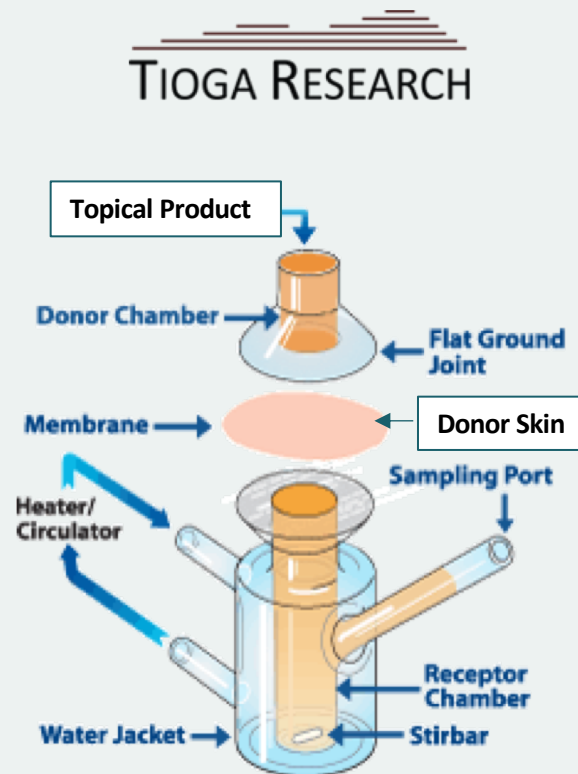 TIOGA RESEARCH
Topical Product
Donor Chamber
Flat Ground
Joint
Membrane
Donor Skin
Sampling Port
Heater/
Circulator
Receptor
Chamber
Water Jacket
Stirbar